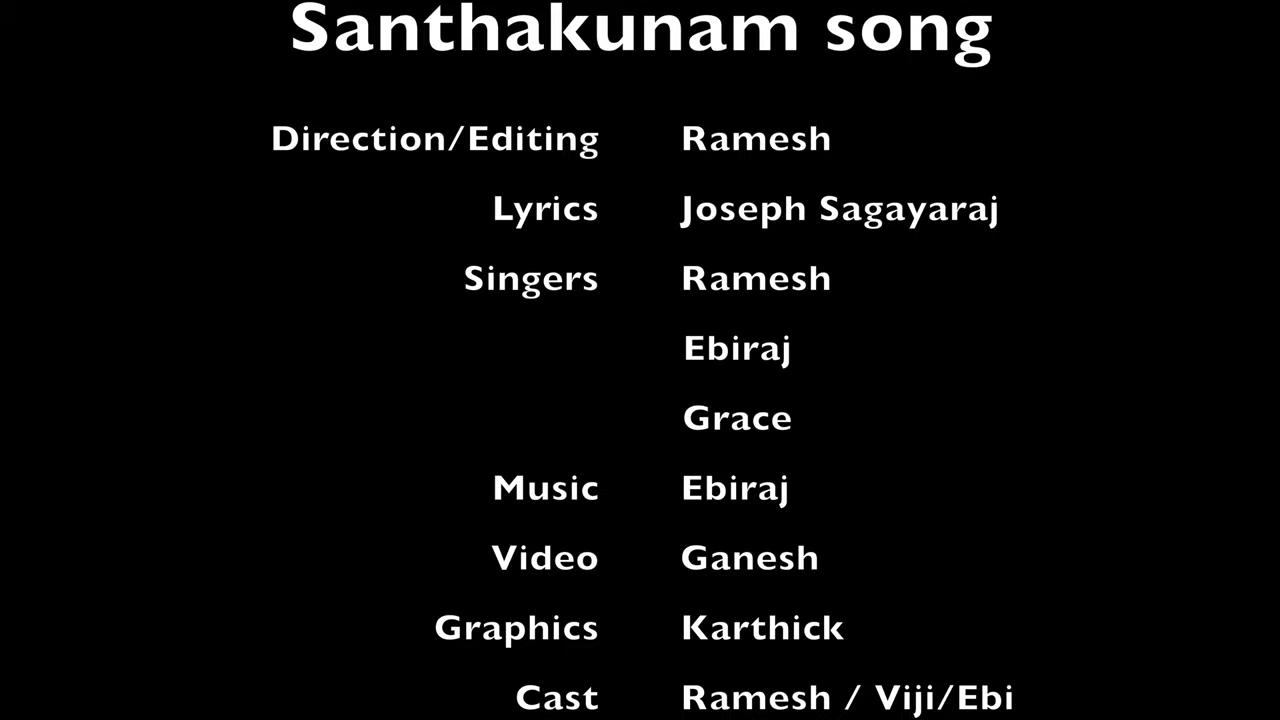 Santhakunam song
Direction/Editing Ramesh
Lyrics Joseph Sagayaraj
Singers Ramesh
Ebiraj
Grace
Music Ebiraj
Video Ganesh
Graphics Karthick
Cast Ramesh / Viji/Ebi